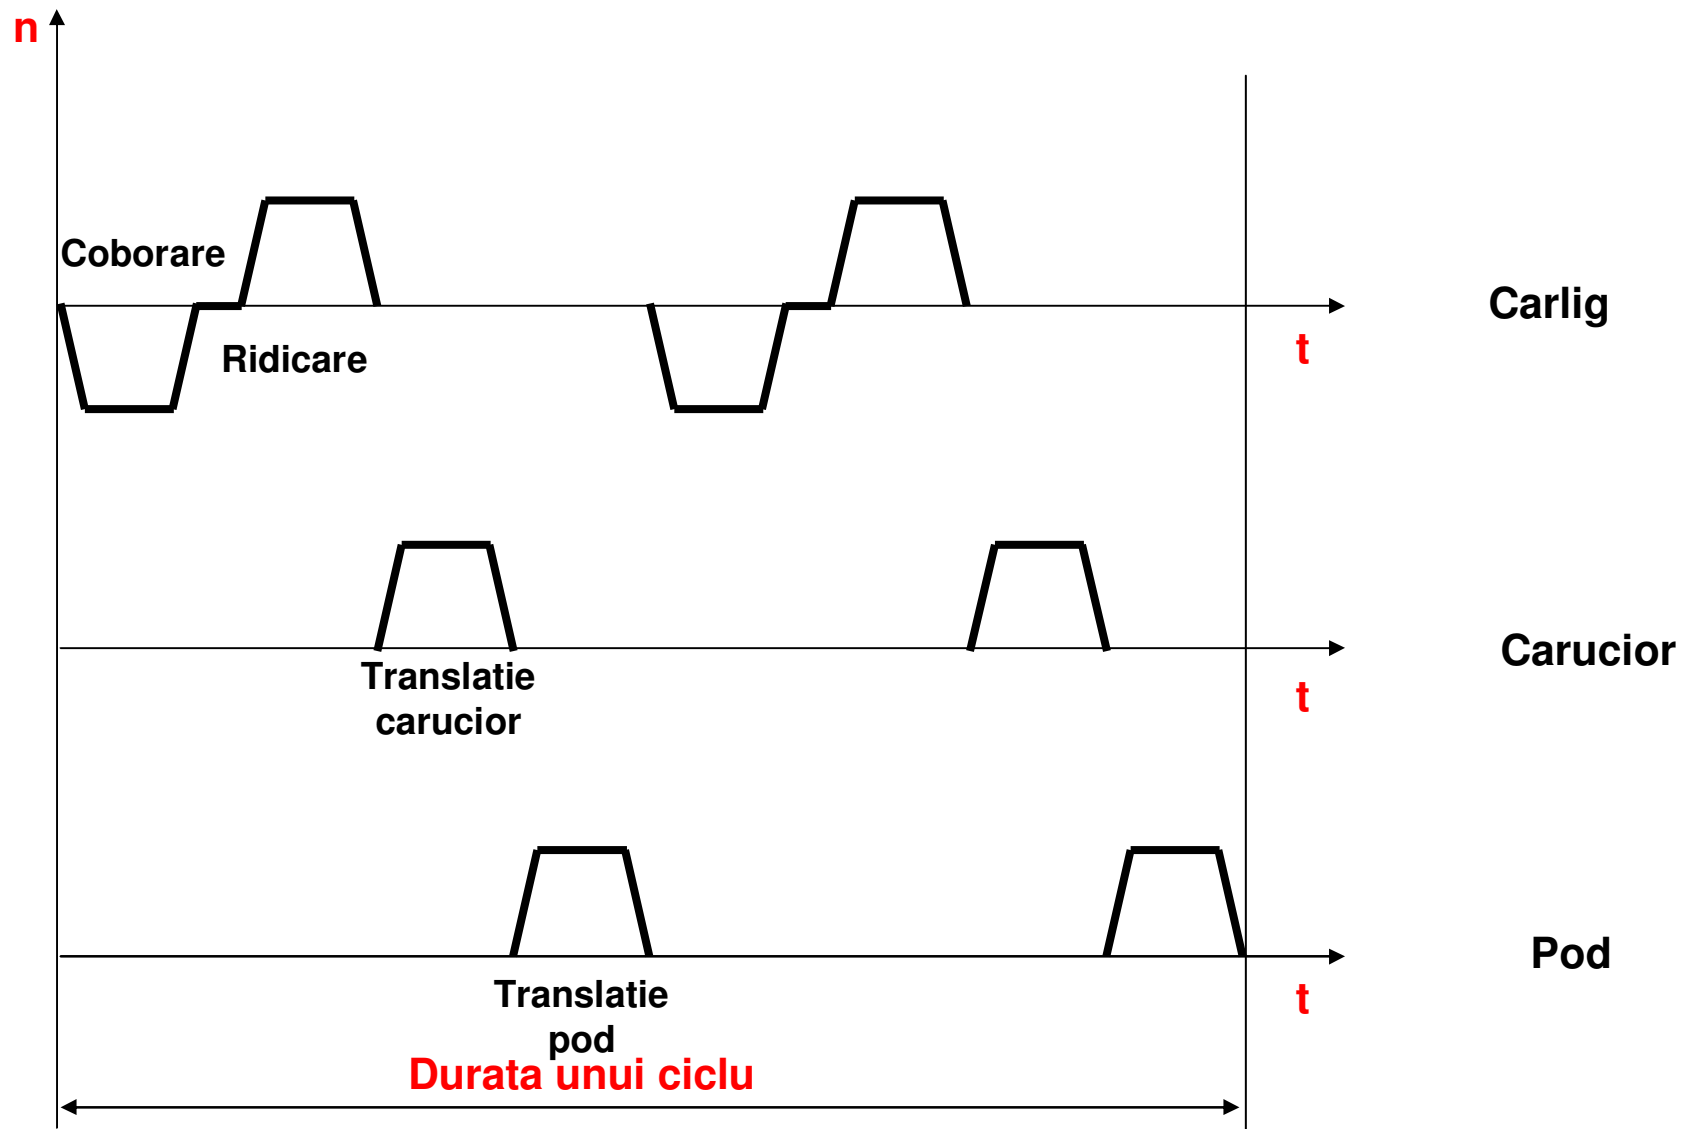 n
Coborare
Carlig
Ridicare
t
Carucior
Translatie
carucior
t
Pod
Translatie
pod
t
Durata unui ciclu